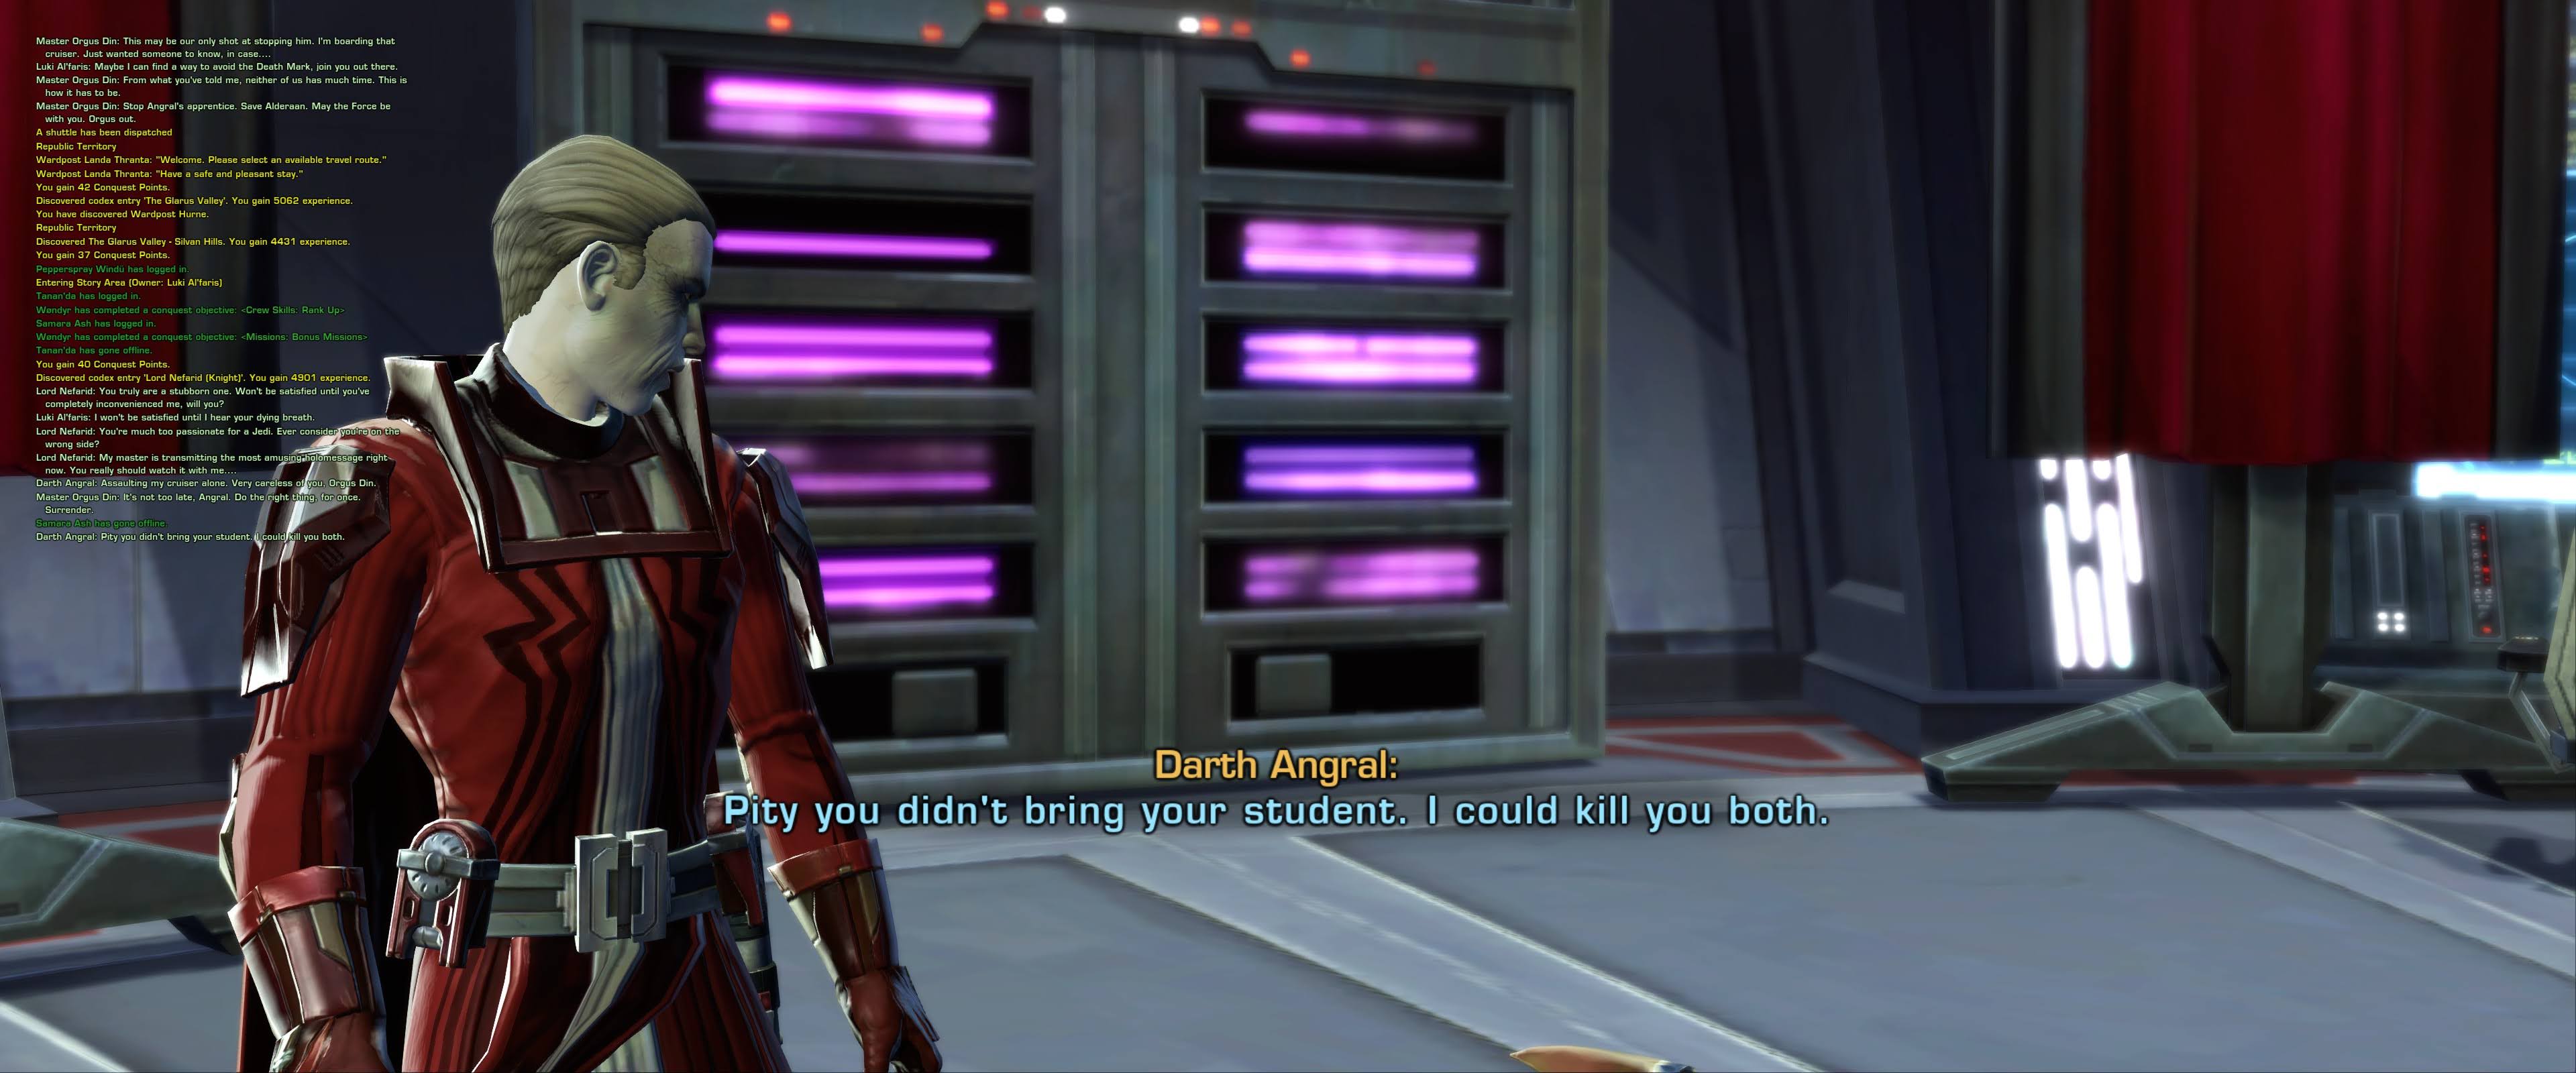 Master Orgus Din: This may be our only shot at stopping him. I'm boarding that
cruiser. Just wanted someone to know, in case....
Luki Al'faris: Maybe I can find a way to avoid the Death Mark, join you out there.
Master Orgus Din: From what you've told me, neither of us has much time. This is
how it has to be.
Master Orgus Din: Stop Angral's apprentice. Save Alderaan. May the Force be
with you. Orgus out.
A shuttle has been dispatched
Republic Territory
Wardpost Landa Thranta: "Welcome. Please select an available travel route."
Wardpost Landa Thranta: "Have a safe and pleasant stay."
You gain 42 Conquest Points.
Discovered codex entry 'The Glarus Valley'. You gain 5062 experience.
You have discovered Wardpost Hurne.
Republic Territory
Discovered The Glarus Valley - Silvan Hills. You gain 4431 experience.
You gain 37 Conquest Points.
Pepperspray Windü has logged in.
Entering Story Area (Owner: Luki Al'faris)
Tanan'da has logged in.
Wøndyr has completed a conquest objective: <Crew Skills: Rank Up>
Samara Ash has logged in.
Wøndyr has completed a conquest objective: <Missions: Bonus Missions>
Tanan'da has gone offline.
You gain 40 Conquest Points.
Discovered codex entry 'Lord Nefarid (Knight)'. You gain 4901 experience.
Lord Nefarid: You truly are a stubborn one. Won't be satisfied until you've
completely inconvenienced me, will you?
Luki Al'faris: I won't be satisfied until I hear your dying breath.
Lord Nefarid: You're much too passionate for a Jedi. Ever consider you're on the
wrong side?
Lord Nefarid: My master is transmitting the most amusing holomessage right
now. You really should watch it with me....
Darth Angral: Assaulting my cruiser alone. Very careless of you, Orgus Din.
Master Orgus Din: It's not too late, Angral. Do the right thing, for once.
Surrender.
Samara Ash has gone offline.
Darth Angral: Pity you didn't bring your student. I could kill you both.
Darth Angral:
Pity you didn't bring your student. I could kill you both.